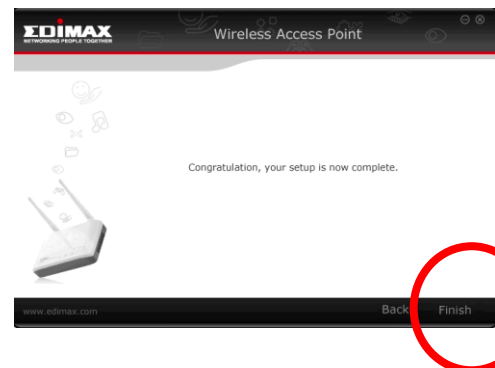 EDIMAX
NETWORKING PEOPLE TOGETHER
Wireless Access Point
Congratulation, your setup is now complete.
www.edimax.com
Back
Finish